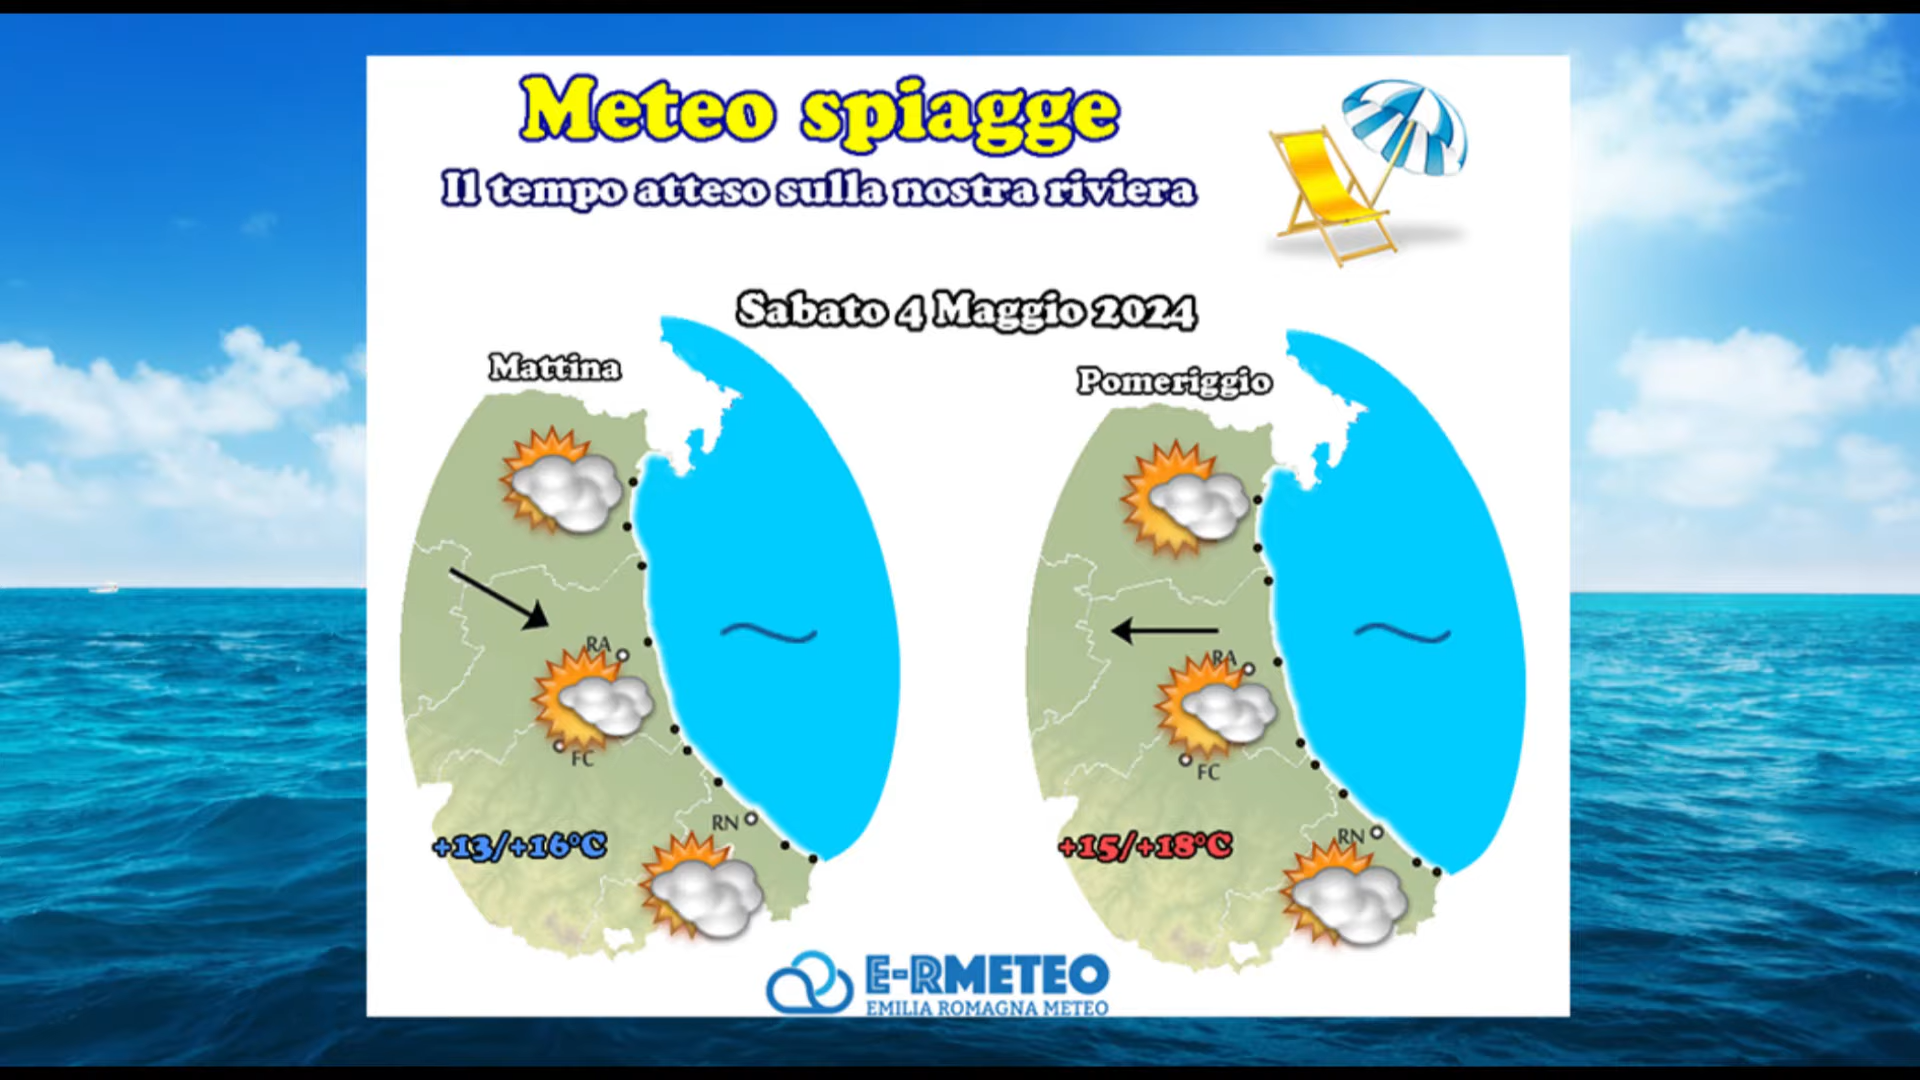 Meteo spiagge
Il tempo atteso sulla nostra riviera
Sabato 4 Maggio 2024
Mattina
Pomeriggio
RA
RA
FC
FC
RN
RN
+13/+16°C
+15/+18°C
E-RMETEO
EMILIA ROMAGNA METEO